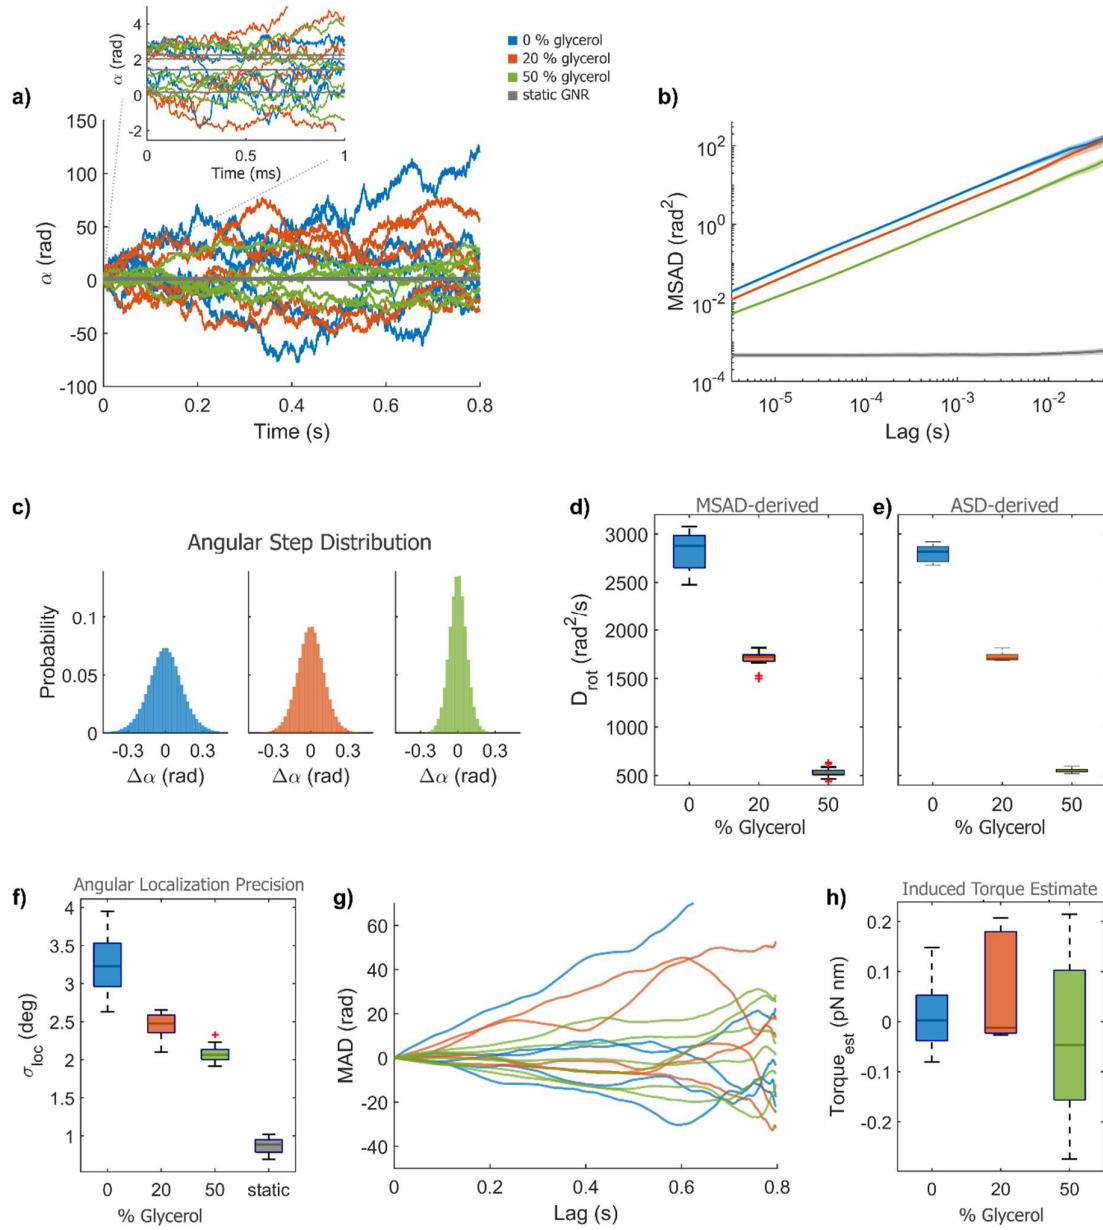 a)
α (rad)
4
2
0
-2
0
0.5
1
Time (ms)
0 % glycerol
20 % glycerol
50 % glycerol
static GNR
α (rad)
150
100
50
0
-50
-100
0
0.2
0.4
0.6
0.8
Time (s)
b)
MSAD (rad²)
10²
10⁰
10⁻²
10⁻⁴
10⁻⁵
10⁻⁴
10⁻³
10⁻²
Lag (s)
c)
Angular Step Distribution
Probability
0.1
0.05
0
-0.3 0 0.3
-0.3 0 0.3
-0.3 0 0.3
Δα (rad)
Δα (rad)
Δα (rad)
d)
MSAD-derived
D_rot (rad²/s)
3000
2500
2000
1500
1000
500
0 20 50
% Glycerol
e)
ASD-derived
0 20 50
% Glycerol
f)
Angular Localization Precision
σ_loc (deg)
4
3.5
3
2.5
2
1.5
1
0 20 50 static
% Glycerol
g)
MAD (rad)
60
40
20
0
-20
-40
0 0.2 0.4 0.6 0.8
Lag (s)
h)
Induced Torque Estimate
Torque_est (pN nm)
0.2
0.1
0
-0.1
-0.2
0 20 50
% Glycerol